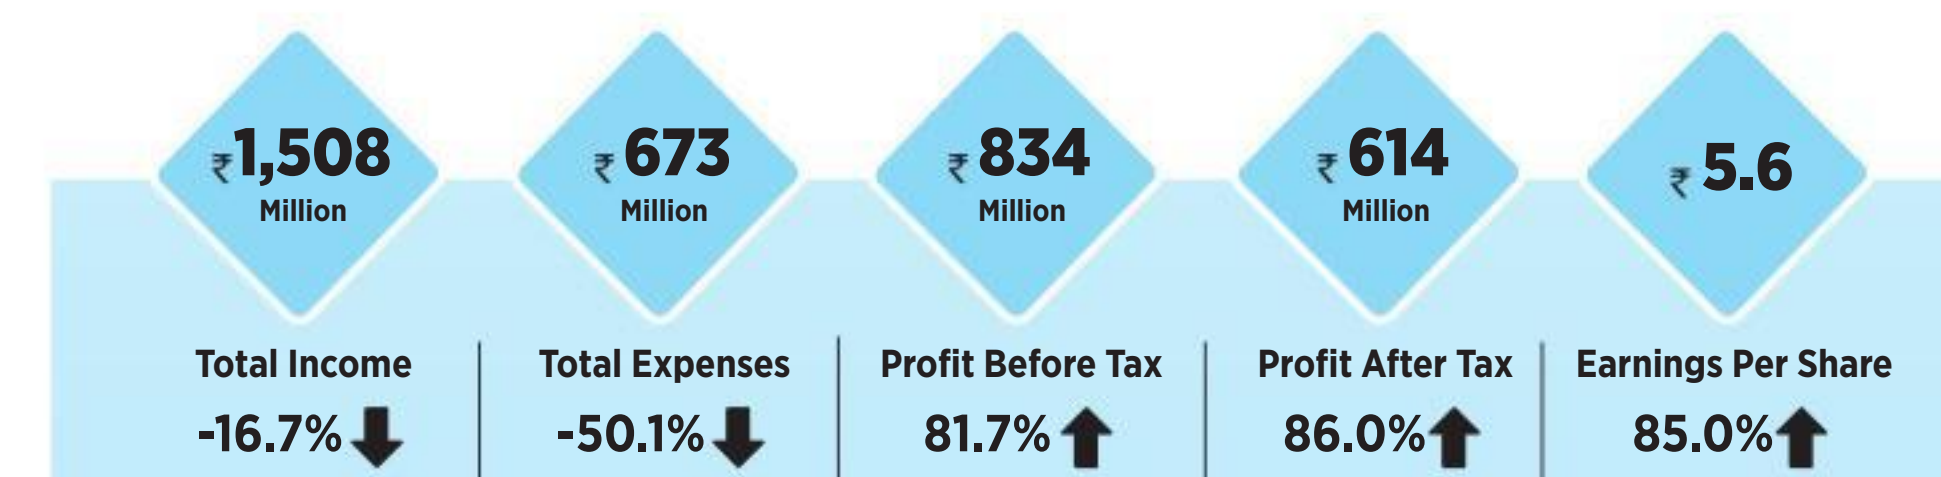 ₹ 1,508
Million
₹ 673
Million
₹ 834
Million
₹ 614
Million
₹ 5.6
Total Income
-16.7%
Total Expenses
-50.1%
Profit Before Tax
81.7%
Profit After Tax
86.0%
Earnings Per Share
85.0%